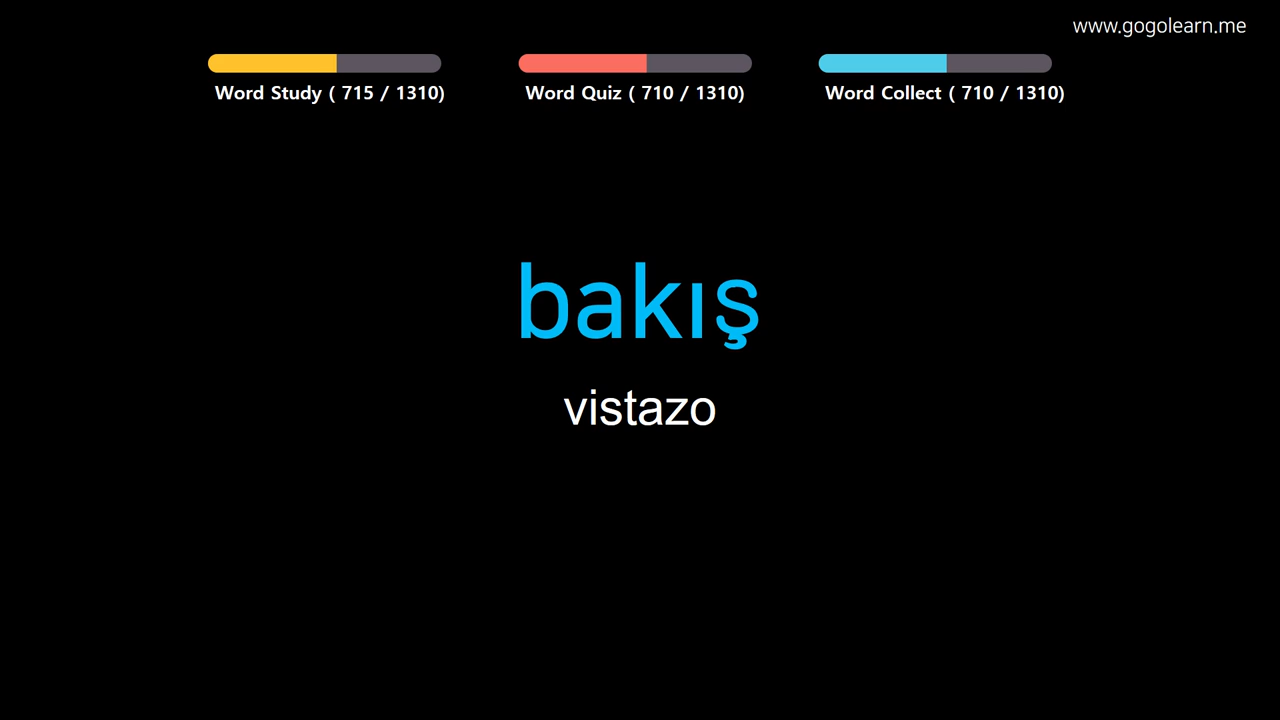 www.gogolearn.me
Word Study ( 715 / 1310)
Word Quiz ( 710 / 1310)
Word Collect ( 710 / 1310)
bakış
vistazo